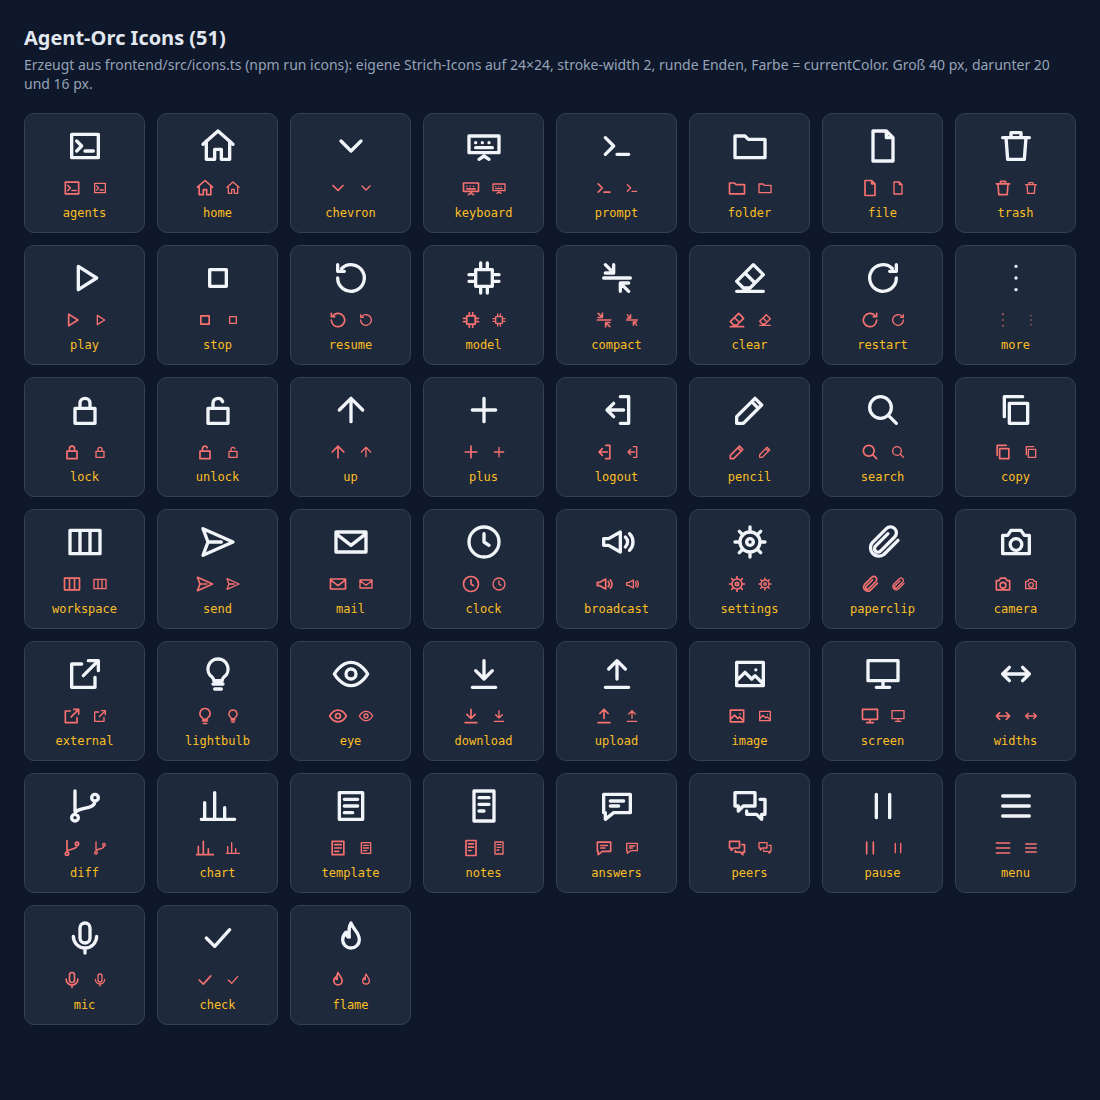 Agent-Orc Icons (51)
Erzeugt aus frontend/src/icons.ts (npm run icons): eigene Strich-Icons auf 24×24, stroke-width 2, runde Enden, Farbe = currentColor. Groß 40 px, darunter 20
und 16 px.
agents home chevron keyboard prompt folder file trash
play stop resume model compact clear restart more
lock unlock up plus logout pencil search copy
workspace send mail clock broadcast settings paperclip camera
external lightbulb eye download upload image screen widths
diff chart template notes answers peers pause menu
mic check flame